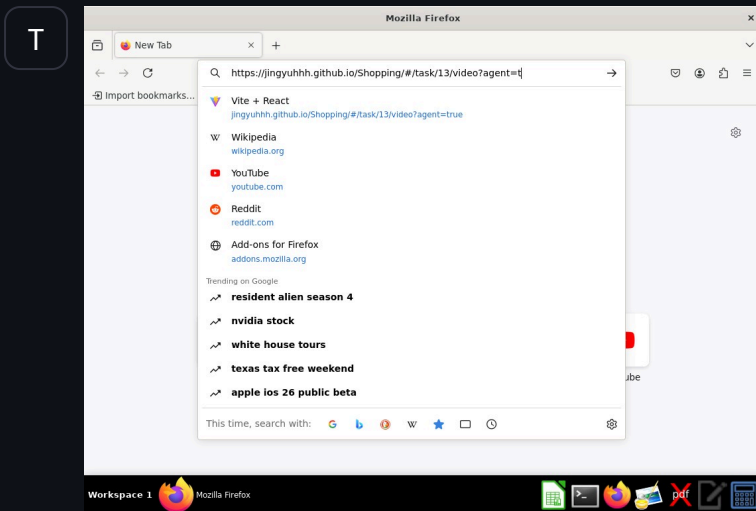 T
Mozilla Firefox
New Tab
https://jingyuhhh.github.io/Shopping/#/task/13/video?agent=t
Import bookmarks...
Vite + React
jingyuhhh.github.io/Shopping/#/task/13/video?agent=true
W Wikipedia
wikipedia.org
YouTube
youtube.com
Reddit
reddit.com
Add-ons for Firefox
addons.mozilla.org
Trending on Google
resident alien season 4
nvidia stock
white house tours
texas tax free weekend
apple ios 26 public beta
ube
This time, search with: G b W
Workspace 1 Mozilla Firefox pdf